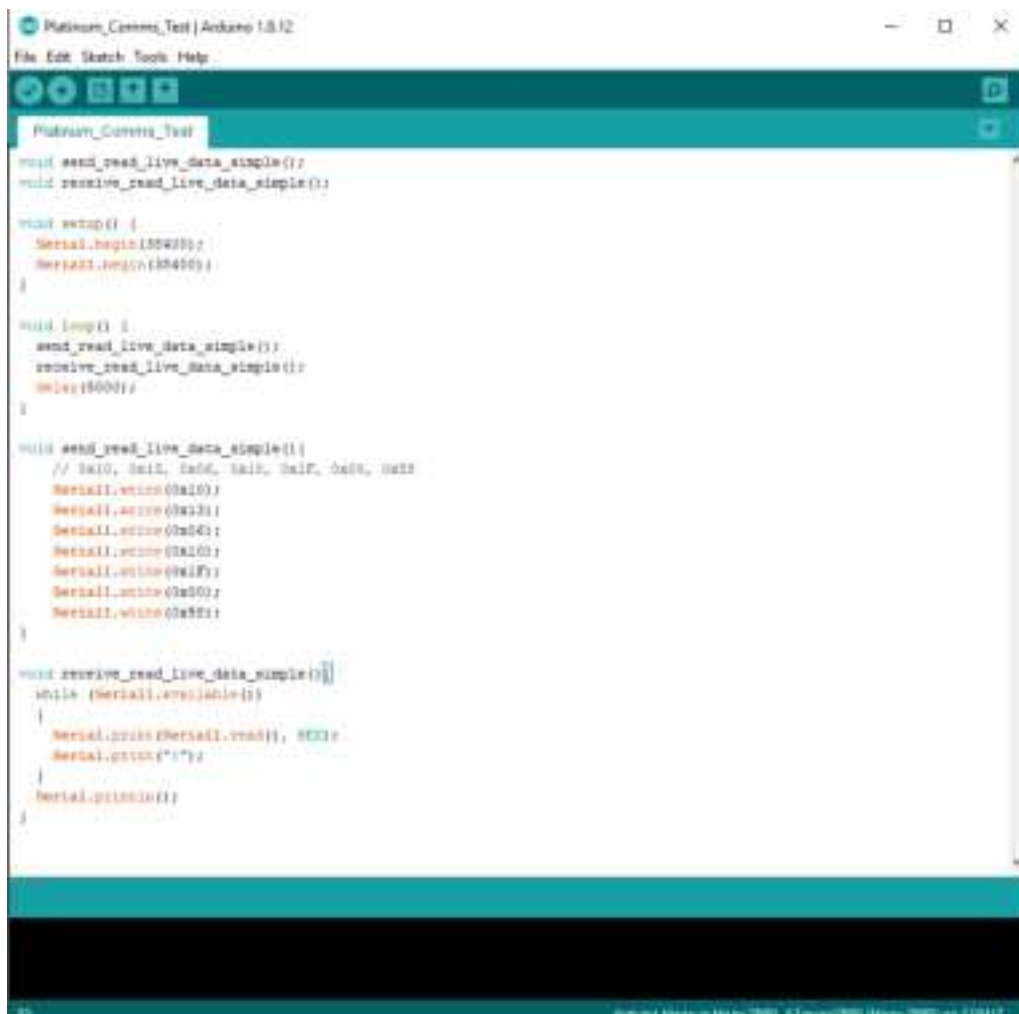 Platinum_Comms_Test | Arduino 1.8.12
File Edit Sketch Tools Help
Platinum_Comms_Test
void send_read_live_data_simple();
void receive_read_live_data_simple();
void setup() {
Serial.begin(38400);
Serial1.begin(38400);
}
void loop() {
send_read_live_data_simple();
receive_read_live_data_simple();
delay(5000);
}
void send_read_live_data_simple(){
//
Serial1.write(0x10);
Serial1.write(0x13);
Serial1.write(0x06);
Serial1.write(0x10);
Serial1.write(0x1F);
Serial1.write(
Serial1.write(
}
void receive_read_live_data_simple(){
while (Serial1.available())
{
Serial.print(Serial1.read(), HEX);
Serial.print(":");
}
Serial.println();
}